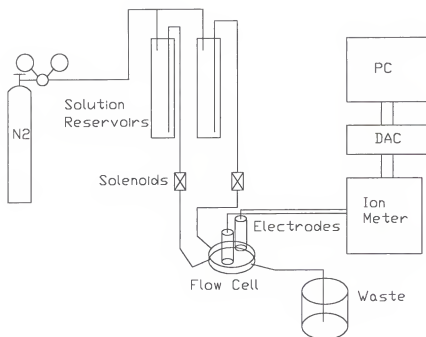 PC
Solution
Reservoirs
N2
DAC
Solenoids
Ion
Meter
Electrodes
Flow Cell
Waste